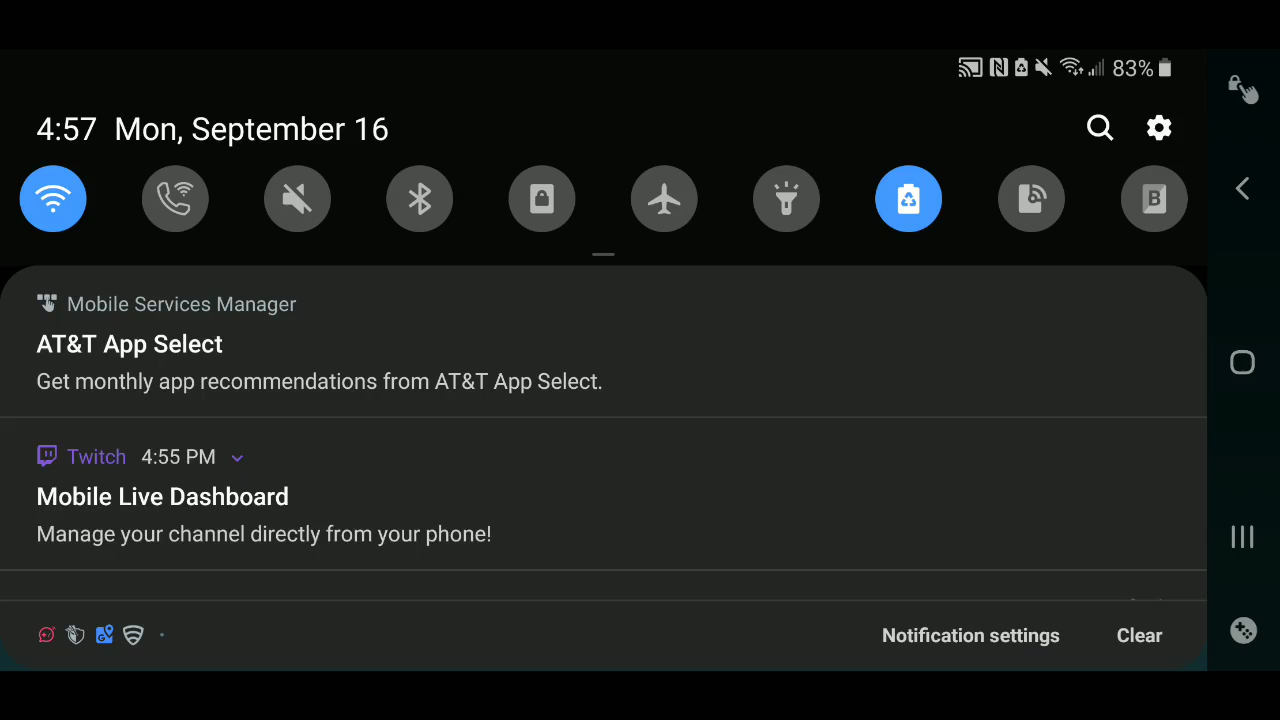 83%
4:57 Mon, September 16
B
Mobile Services Manager
AT&T App Select
Get monthly app recommendations from AT&T App Select.
Twitch 4:55 PM
Mobile Live Dashboard
Manage your channel directly from your phone!
Notification settings Clear